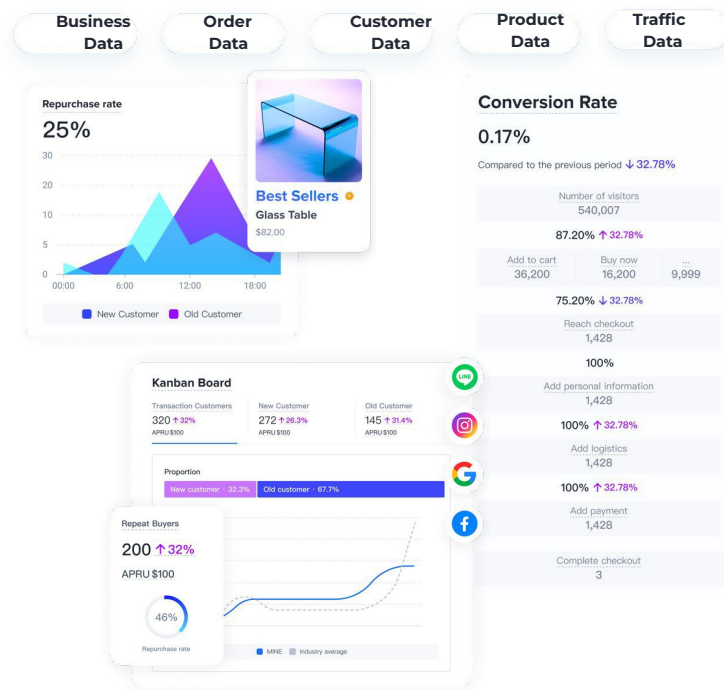 Business
Data
Order
Data
Customer
Data
Product
Data
Traffic
Data
Repurchase rate
25%
30
20
10
5
0
00:00 6:00 12:00 18:00
New Customer Old Customer
Best Sellers
Glass Table
$82.00
Conversion Rate
0.17%
Compared to the previous period ↓ 32.78%
Number of visitors
540,007
87.20% ↑ 32.78%
Add to cart Buy now ...
36,200 16,200 9,999
75.20% ↓ 32.78%
Reach checkout
1,428
100%
Add personal information
1,428
100% ↑ 32.78%
Add logistics
1,428
100% ↑ 32.78%
Add payment
1,428
Complete checkout
3
Kanban Board
Transaction Customers New Customer Old Customer
320 ↑ 32% 272 ↑ 26.3% 145 ↑ 31.4%
APRU $100 APRU $100 APRU $100
Proportion
New customer · 32.3% Old customer · 67.7%
MINE Industry average
Repeat Buyers
200 ↑ 32%
APRU $100
46%
Repurchase rate
LINE